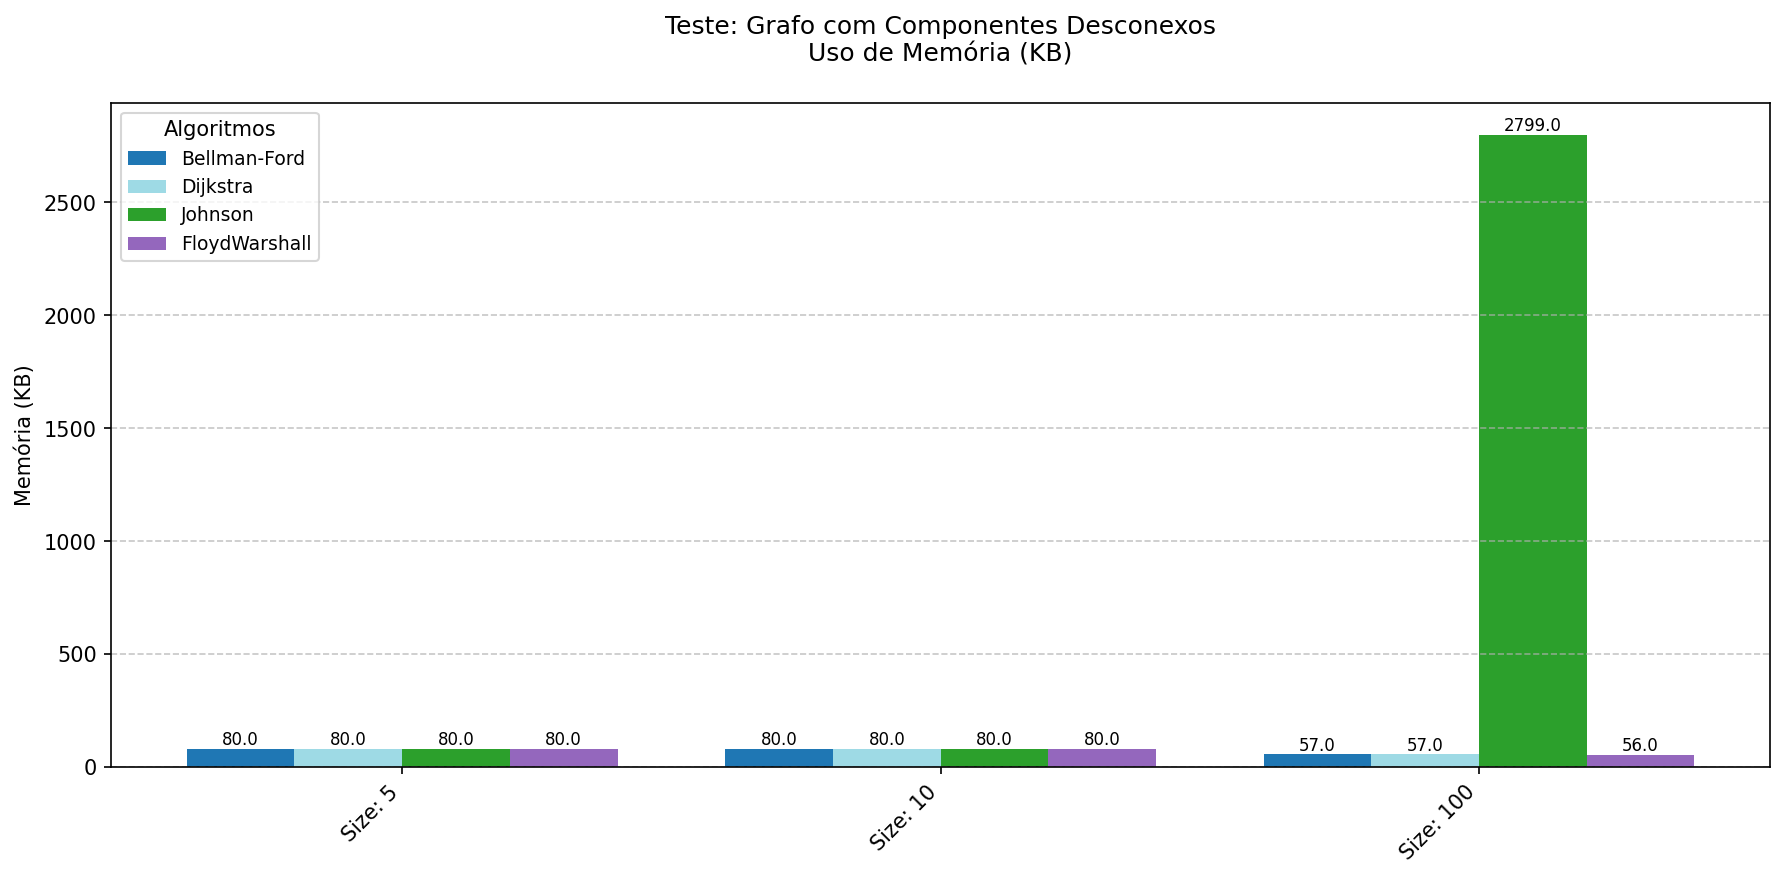 Teste: Grafo com Componentes Desconexos
Uso de Memória (KB)
Algoritmos
Bellman-Ford
Dijkstra
Johnson
FloydWarshall
Memória (KB)
2500
2000
1500
1000
500
0
80.0 80.0 80.0 80.0 80.0 80.0 80.0 80.0 57.0 57.0 2799.0 56.0
Size: 5 Size: 10 Size: 100